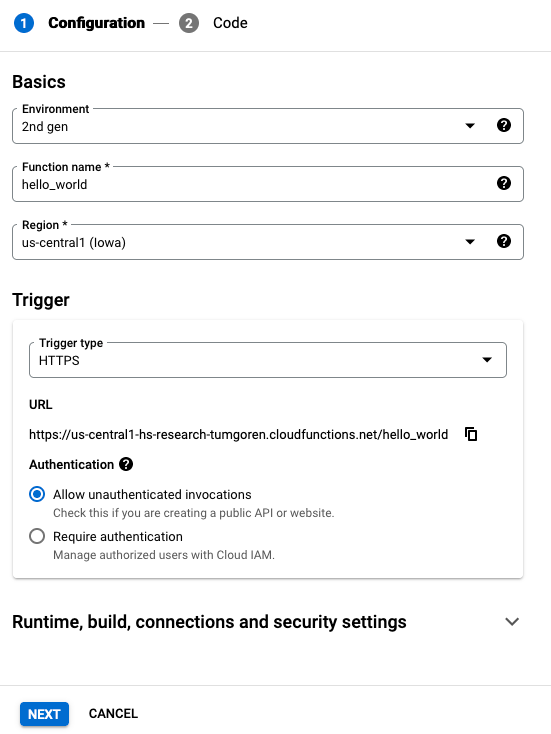 1 Configuration — 2 Code
Basics
Environment
2nd gen
Function name *
hello_world
Region *
us-central1 (Iowa)
Trigger
Trigger type
HTTPS
URL
https://us-central1-hs-research-tumgoren.cloudfunctions.net/hello_world
Authentication
Allow unauthenticated invocations
Check this if you are creating a public API or website.
Require authentication
Manage authorized users with Cloud IAM.
Runtime, build, connections and security settings
NEXT CANCEL